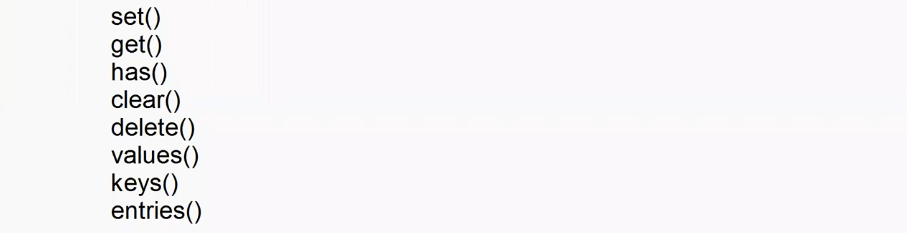 set()
get()
has()
clear()
delete()
values()
keys()
entries()